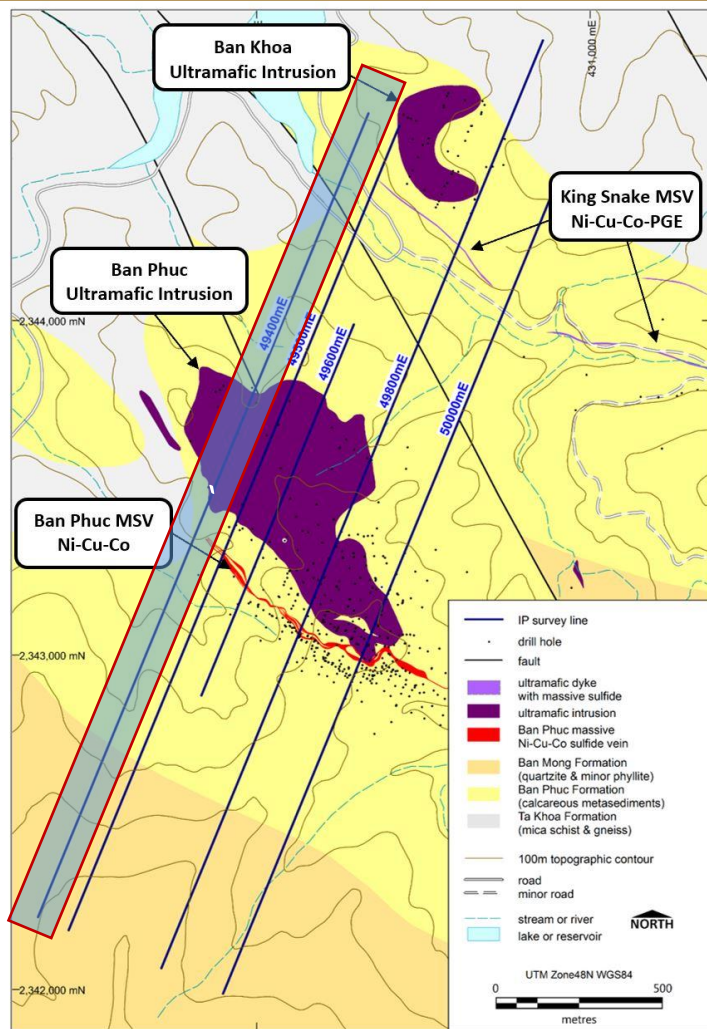 Ban Khoa
Ultramafic Intrusion
431,000 mE
King Snake MSV
Ni-Cu-Co-PGE
Ban Phuc
Ultramafic Intrusion
2,344,000 mN
49400mE
49500mE
49600mE
49800mE
50000mE
Ban Phuc MSV
Ni-Cu-Co
2,343,000 mN
2,342,000 mN
IP survey line
drill hole
fault
ultramafic dyke
with massive sulfide
ultramafic intrusion
Ban Phuc massive
Ni-Cu-Co sulfide vein
Ban Mong Formation
(quartzite & minor phyllite)
Ban Phuc Formation
(calcareous metasediments)
Ta Khoa Formation
(mica schist & gneiss)
100m topographic contour
road
minor road
stream or river
lake or reservoir
NORTH
UTM Zone48N WGS84
0
500
metres